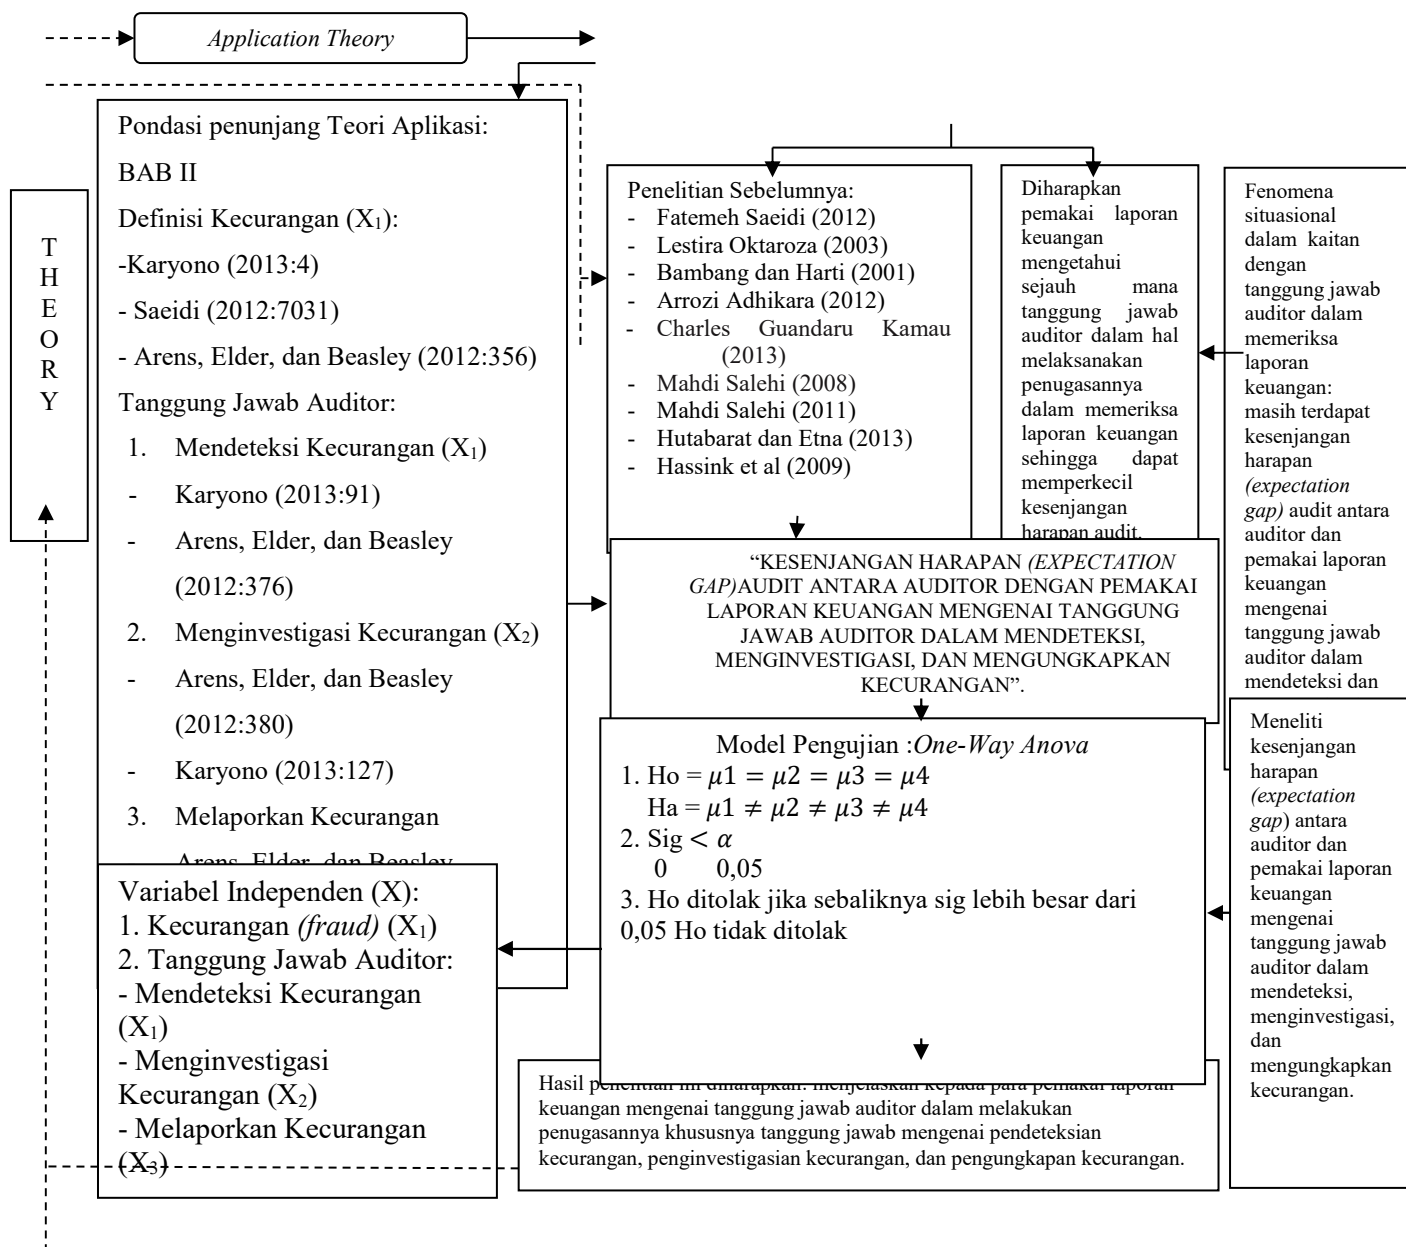 Application Theory
T
H
E
O
R
Y
Pondasi penunjang Teori Aplikasi:
BAB II
Definisi Kecurangan (X₁):
-Karyono (2013:4)
- Saeidi (2012:7031)
- Arens, Elder, dan Beasley (2012:356)
Tanggung Jawab Auditor:
1. Mendeteksi Kecurangan (X₁)
- Karyono (2013:91)
- Arens, Elder, dan Beasley
(2012:376)
2. Menginvestigasi Kecurangan (X₂)
- Arens, Elder, dan Beasley
(2012:380)
- Karyono (2013:127)
3. Melaporkan Kecurangan
Arens, Elder, dan Beasley
Variabel Independen (X):
1. Kecurangan (fraud) (X₁)
2. Tanggung Jawab Auditor:
- Mendeteksi Kecurangan
(X₁)
- Menginvestigasi
Kecurangan (X₂)
- Melaporkan Kecurangan
(X₃)
Penelitian Sebelumnya:
- Fatemeh Saeidi (2012)
- Lestira Oktaroza (2003)
- Bambang dan Harti (2001)
- Arrozi Adhikara (2012)
- Charles Guandaru Kamau
(2013)
- Mahdi Salehi (2008)
- Mahdi Salehi (2011)
- Hutabarat dan Etna (2013)
- Hassink et al (2009)
Diharapkan
pemakai laporan
keuangan
mengetahui
sejauh mana
tanggung jawab
auditor dalam hal
melaksanakan
penugasannya
dalam memeriksa
laporan keuangan
sehingga dapat
memperkecil
kesenjangan
harapan audit.
Fenomena
situasional
dalam kaitan
dengan
tanggung jawab
auditor dalam
memeriksa
laporan
keuangan:
masih terdapat
kesenjangan
harapan
(expectation
gap) audit antara
auditor dan
pemakai laporan
keuangan
mengenai
tanggung jawab
auditor dalam
mendeteksi dan
“KESENJANGAN HARAPAN (EXPECTATION
GAP)AUDIT ANTARA AUDITOR DENGAN PEMAKAI
LAPORAN KEUANGAN MENGENAI TANGGUNG
JAWAB AUDITOR DALAM MENDETEKSI,
MENGINVESTIGASI, DAN MENGUNGKAPKAN
KECURANGAN”.
Model Pengujian :One-Way Anova
1. Ho = μ1 = μ2 = μ3 = μ4
Ha = μ1 ≠ μ2 ≠ μ3 ≠ μ4
2. Sig < α
0 0,05
3. Ho ditolak jika sebaliknya sig lebih besar dari
0,05 Ho tidak ditolak
Meneliti
kesenjangan
harapan
(expectation
gap) antara
auditor dan
pemakai laporan
keuangan
mengenai
tanggung jawab
auditor dalam
mendeteksi,
menginvestigasi,
dan
mengungkapkan
kecurangan.
Hasil penelitian ini diharapkan: menjelaskan kepada para pemakai laporan
keuangan mengenai tanggung jawab auditor dalam melakukan
penugasannya khususnya tanggung jawab mengenai pendeteksian
kecurangan, penginvestigasian kecurangan, dan pengungkapan kecurangan.